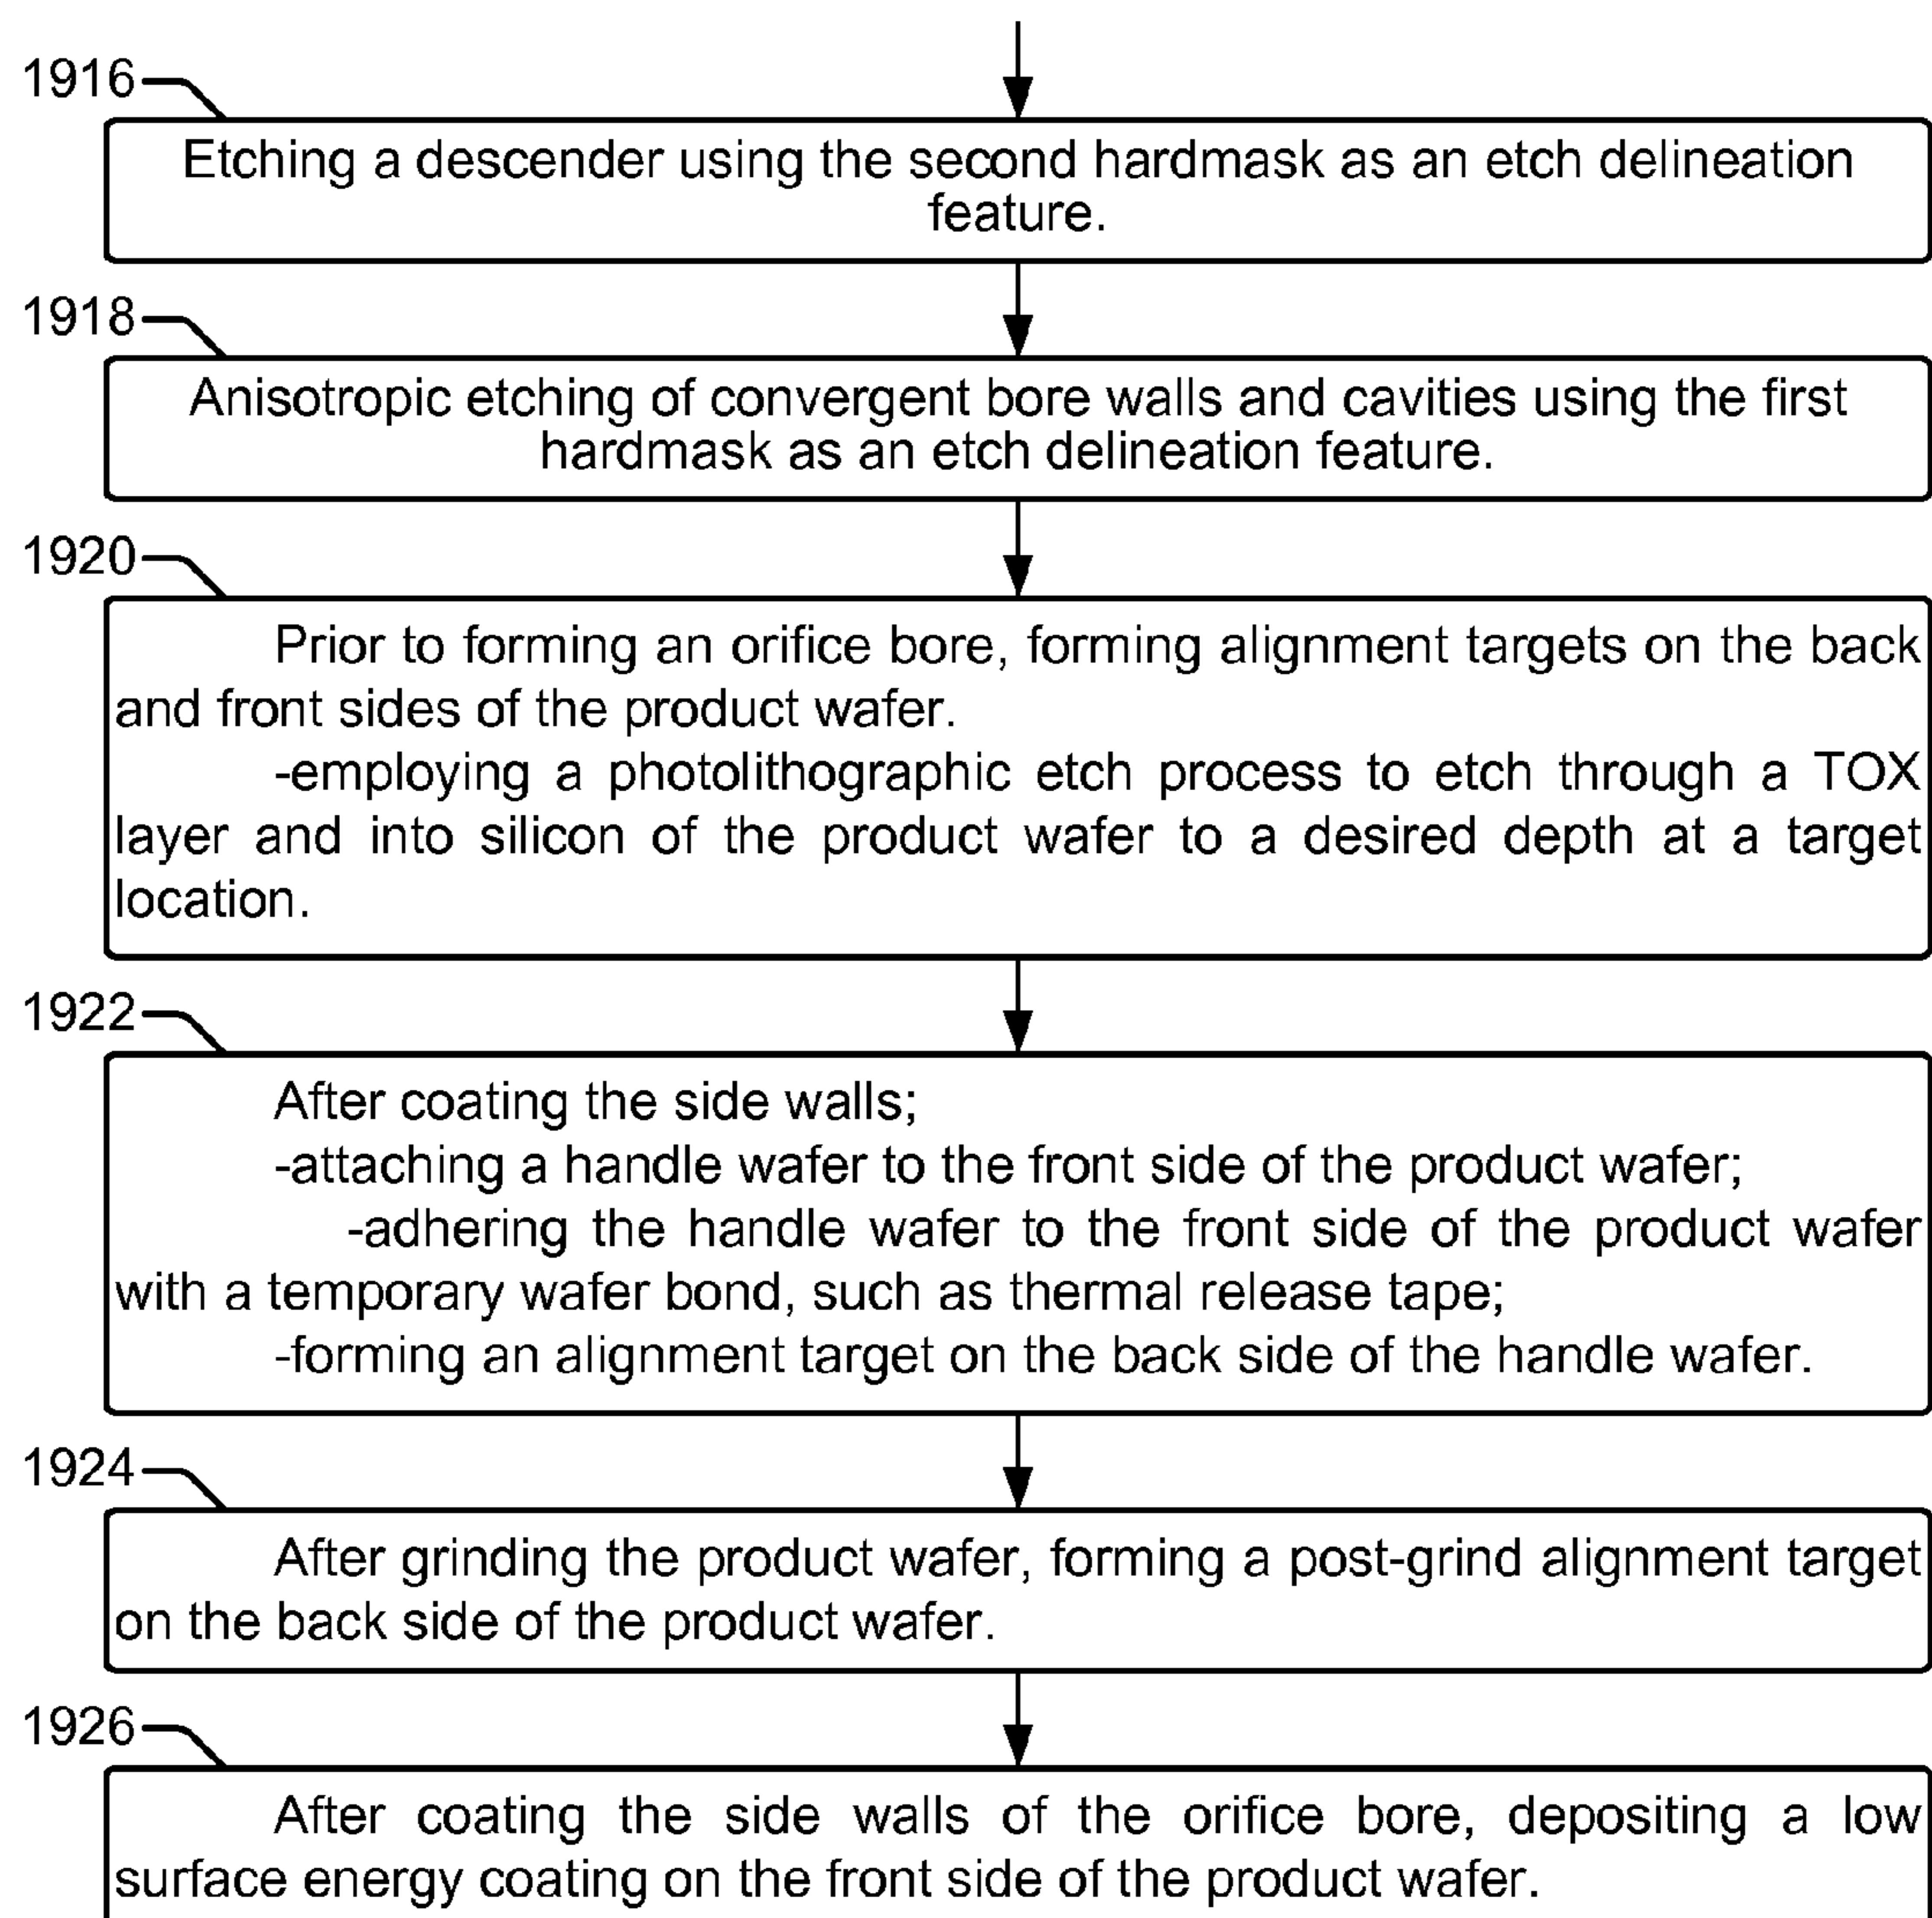 1916
Etching a descender using the second hardmask as an etch delineation
feature.
1918
Anisotropic etching of convergent bore walls and cavities using the first
hardmask as an etch delineation feature.
1920
Prior to forming an orifice bore, forming alignment targets on the back
and front sides of the product wafer.
-employing a photolithographic etch process to etch through a TOX
layer and into silicon of the product wafer to a desired depth at a target
location.
1922
After coating the side walls;
-attaching a handle wafer to the front side of the product wafer;
-adhering the handle wafer to the front side of the product wafer
with a temporary wafer bond, such as thermal release tape;
-forming an alignment target on the back side of the handle wafer.
1924
After grinding the product wafer, forming a post-grind alignment target
on the back side of the product wafer.
1926
After coating the side walls of the orifice bore, depositing a low
surface energy coating on the front side of the product wafer.